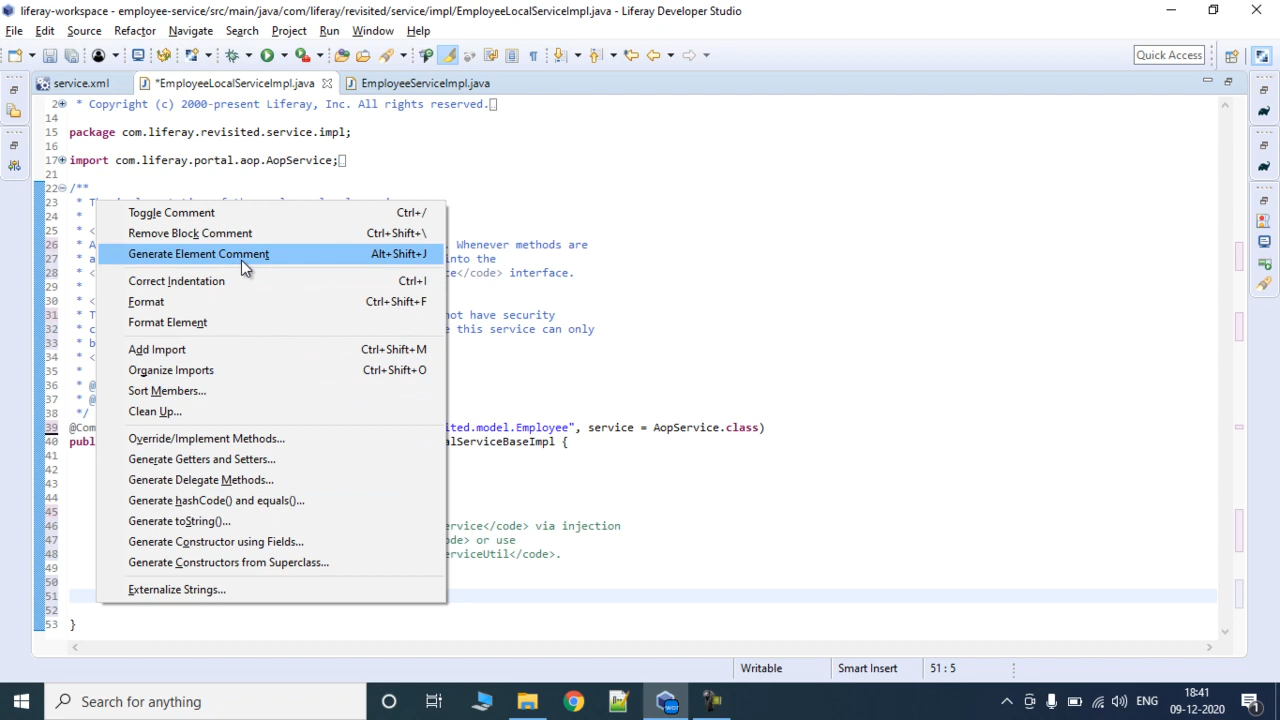 liferay-workspace - employee-service/src/main/java/com/liferay/revisited/service/impl/EmployeeLocalServiceImpl.java - Liferay Developer Studio
File Edit Source Refactor Navigate Search Project Run Window Help
Quick Access
service.xml *EmployeeLocalServiceImpl.java EmployeeServiceImpl.java
2 * Copyright (c) 2000-present Liferay, Inc. All rights reserved.
14
15 package com.liferay.revisited.service.impl;
16
17 import com.liferay.portal.aop.AopService;
21
22 /**
23 *
24 *
25 * <
26 * A . Whenever methods are
27 * a into the
28 * < ce</code> interface.
29 *
30 * <
31 * T not have security
32 * c e this service can only
33 * b
34 * <
35 *
36 * @
37 * @
38 */
39 @Com ited.model.Employee", service = AopService.class)
40 publ alServiceBaseImpl {
41
42
43
45
46 ervice</code> via injection
47 > or use
48 erviceUtil</code>.
49
50
51
52
53 }
Toggle Comment Ctrl+/
Remove Block Comment Ctrl+Shift+\
Generate Element Comment Alt+Shift+J
Correct Indentation Ctrl+I
Format Ctrl+Shift+F
Format Element
Add Import Ctrl+Shift+M
Organize Imports Ctrl+Shift+O
Sort Members...
Clean Up...
Override/Implement Methods...
Generate Getters and Setters...
Generate Delegate Methods...
Generate hashCode() and equals()...
Generate toString()...
Generate Constructor using Fields...
Generate Constructors from Superclass...
Externalize Strings...
Writable Smart Insert 51 : 5
Search for anything
ENG
18:41
09-12-2020
1